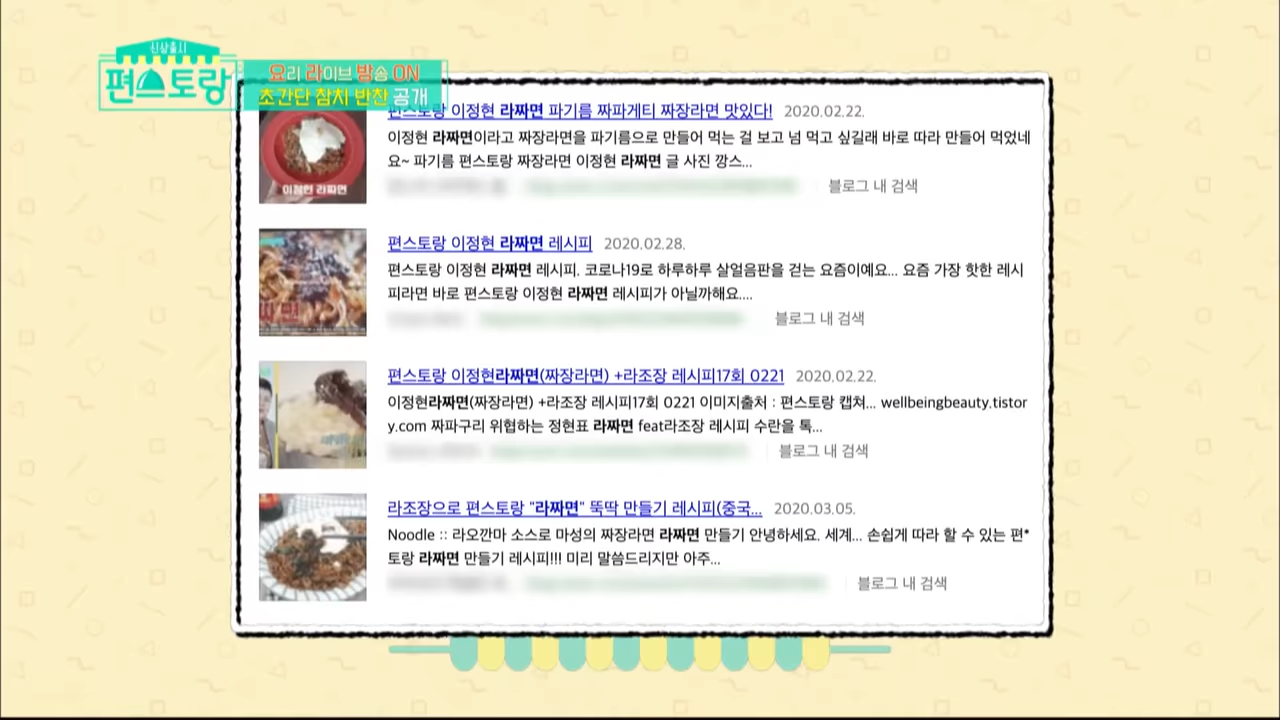 신상출시
편스토랑
요리 라이브 방송 ON
초간단 참치 반찬 공개
편스토랑 이정현 라짜면 파기름 짜파게티 짜장라면 맛있다! 2020.02.22.
이정현 라짜면이라고 짜장라면을 파기름으로 만들어 먹는 걸 보고 넘 먹고 싶길래 바로 따라 만들어 먹었네
요~ 파기름 편스토랑 짜장라면 이정현 라짜면 글 사진 깡스...
블로그 내 검색
이정현 라짜면
편스토랑 이정현 라짜면 레시피 2020.02.28.
편스토랑 이정현 라짜면 레시피. 코로나19로 하루하루 살얼음판을 걷는 요즘이예요... 요즘 가장 핫한 레시
피라면 바로 편스토랑 이정현 라짜면 레시피가 아닐까해요....
블로그 내 검색
짜면
편스토랑 이정현라짜면(짜장라면) +라조장 레시피17회 0221 2020.02.22.
이정현라짜면(짜장라면) +라조장 레시피17회 0221 이미지출처 : 편스토랑 캡쳐... wellbeingbeauty.tistor
y.com 짜파구리 위협하는 정현표 라짜면 feat라조장 레시피 수란을 톡...
블로그 내 검색
라조장으로 편스토랑 "라짜면" 뚝딱 만들기 레시피(중국... 2020.03.05.
Noodle :: 라오깐마 소스로 마성의 짜장라면 라짜면 만들기 안녕하세요. 세계... 손쉽게 따라 할 수 있는 편*
토랑 라짜면 만들기 레시피!!! 미리 말씀드리지만 아주...
블로그 내 검색